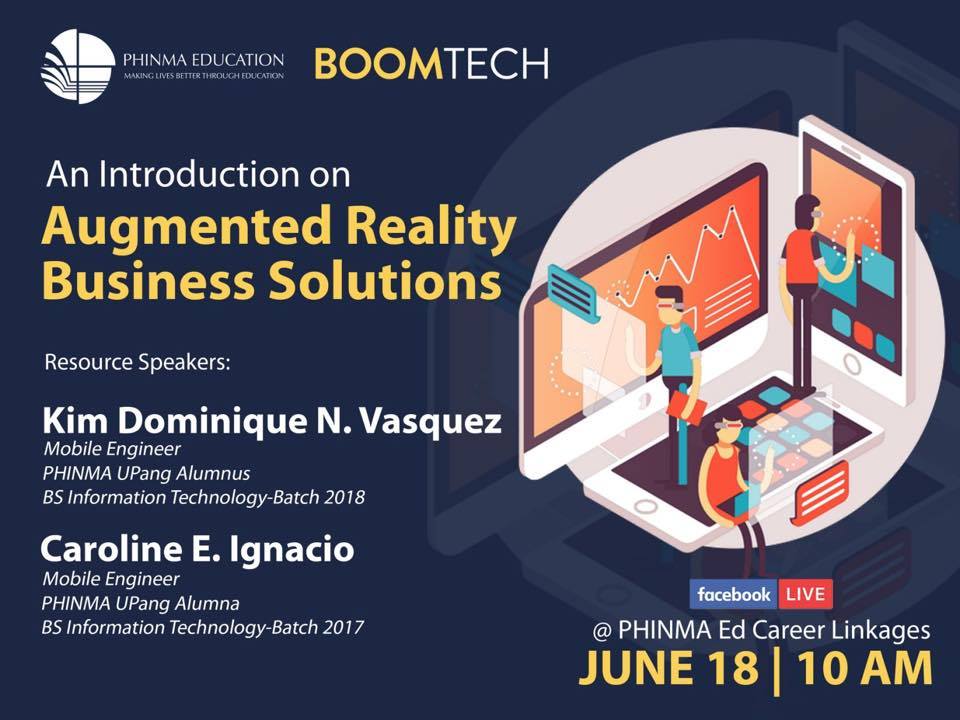 PHINMA EDUCATION
MAKING LIVES BETTER THROUGH EDUCATION
BOOMTECH
An Introduction on
Augmented Reality
Business Solutions
Resource Speakers:
Kim Dominique N. Vasquez
Mobile Engineer
PHINMA UPang Alumnus
BS Information Technology-Batch 2018
Caroline E. Ignacio
Mobile Engineer
PHINMA UPang Alumna
BS Information Technology-Batch 2017
facebook LIVE
@ PHINMA Ed Career Linkages
JUNE 18 | 10 AM